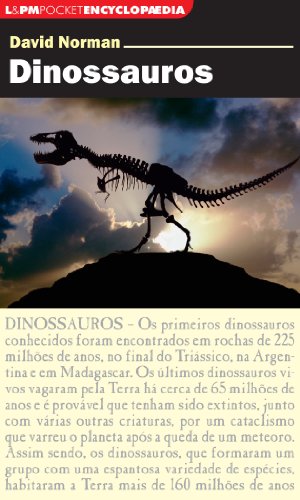 L&PM POCKET ENCYCLOPÆDIA
David Norman
Dinossauros
DINOSSAUROS – Os primeiros dinossauros
conhecidos foram encontrados em rochas de 225
milhões de anos, no final do Triássico, na Argen-
tina e em Madagascar. Os últimos dinossauros vi-
vos vagaram pela Terra há cerca de 65 milhões de
anos e é provável que tenham sido extintos, junto
com várias outras criaturas, por um cataclismo
que varreu o planeta após a queda de um meteoro.
Assim sendo, os dinossauros, que formaram um
grupo com uma espantosa variedade de espécies,
habitaram a Terra mais de 160 milhões de anos